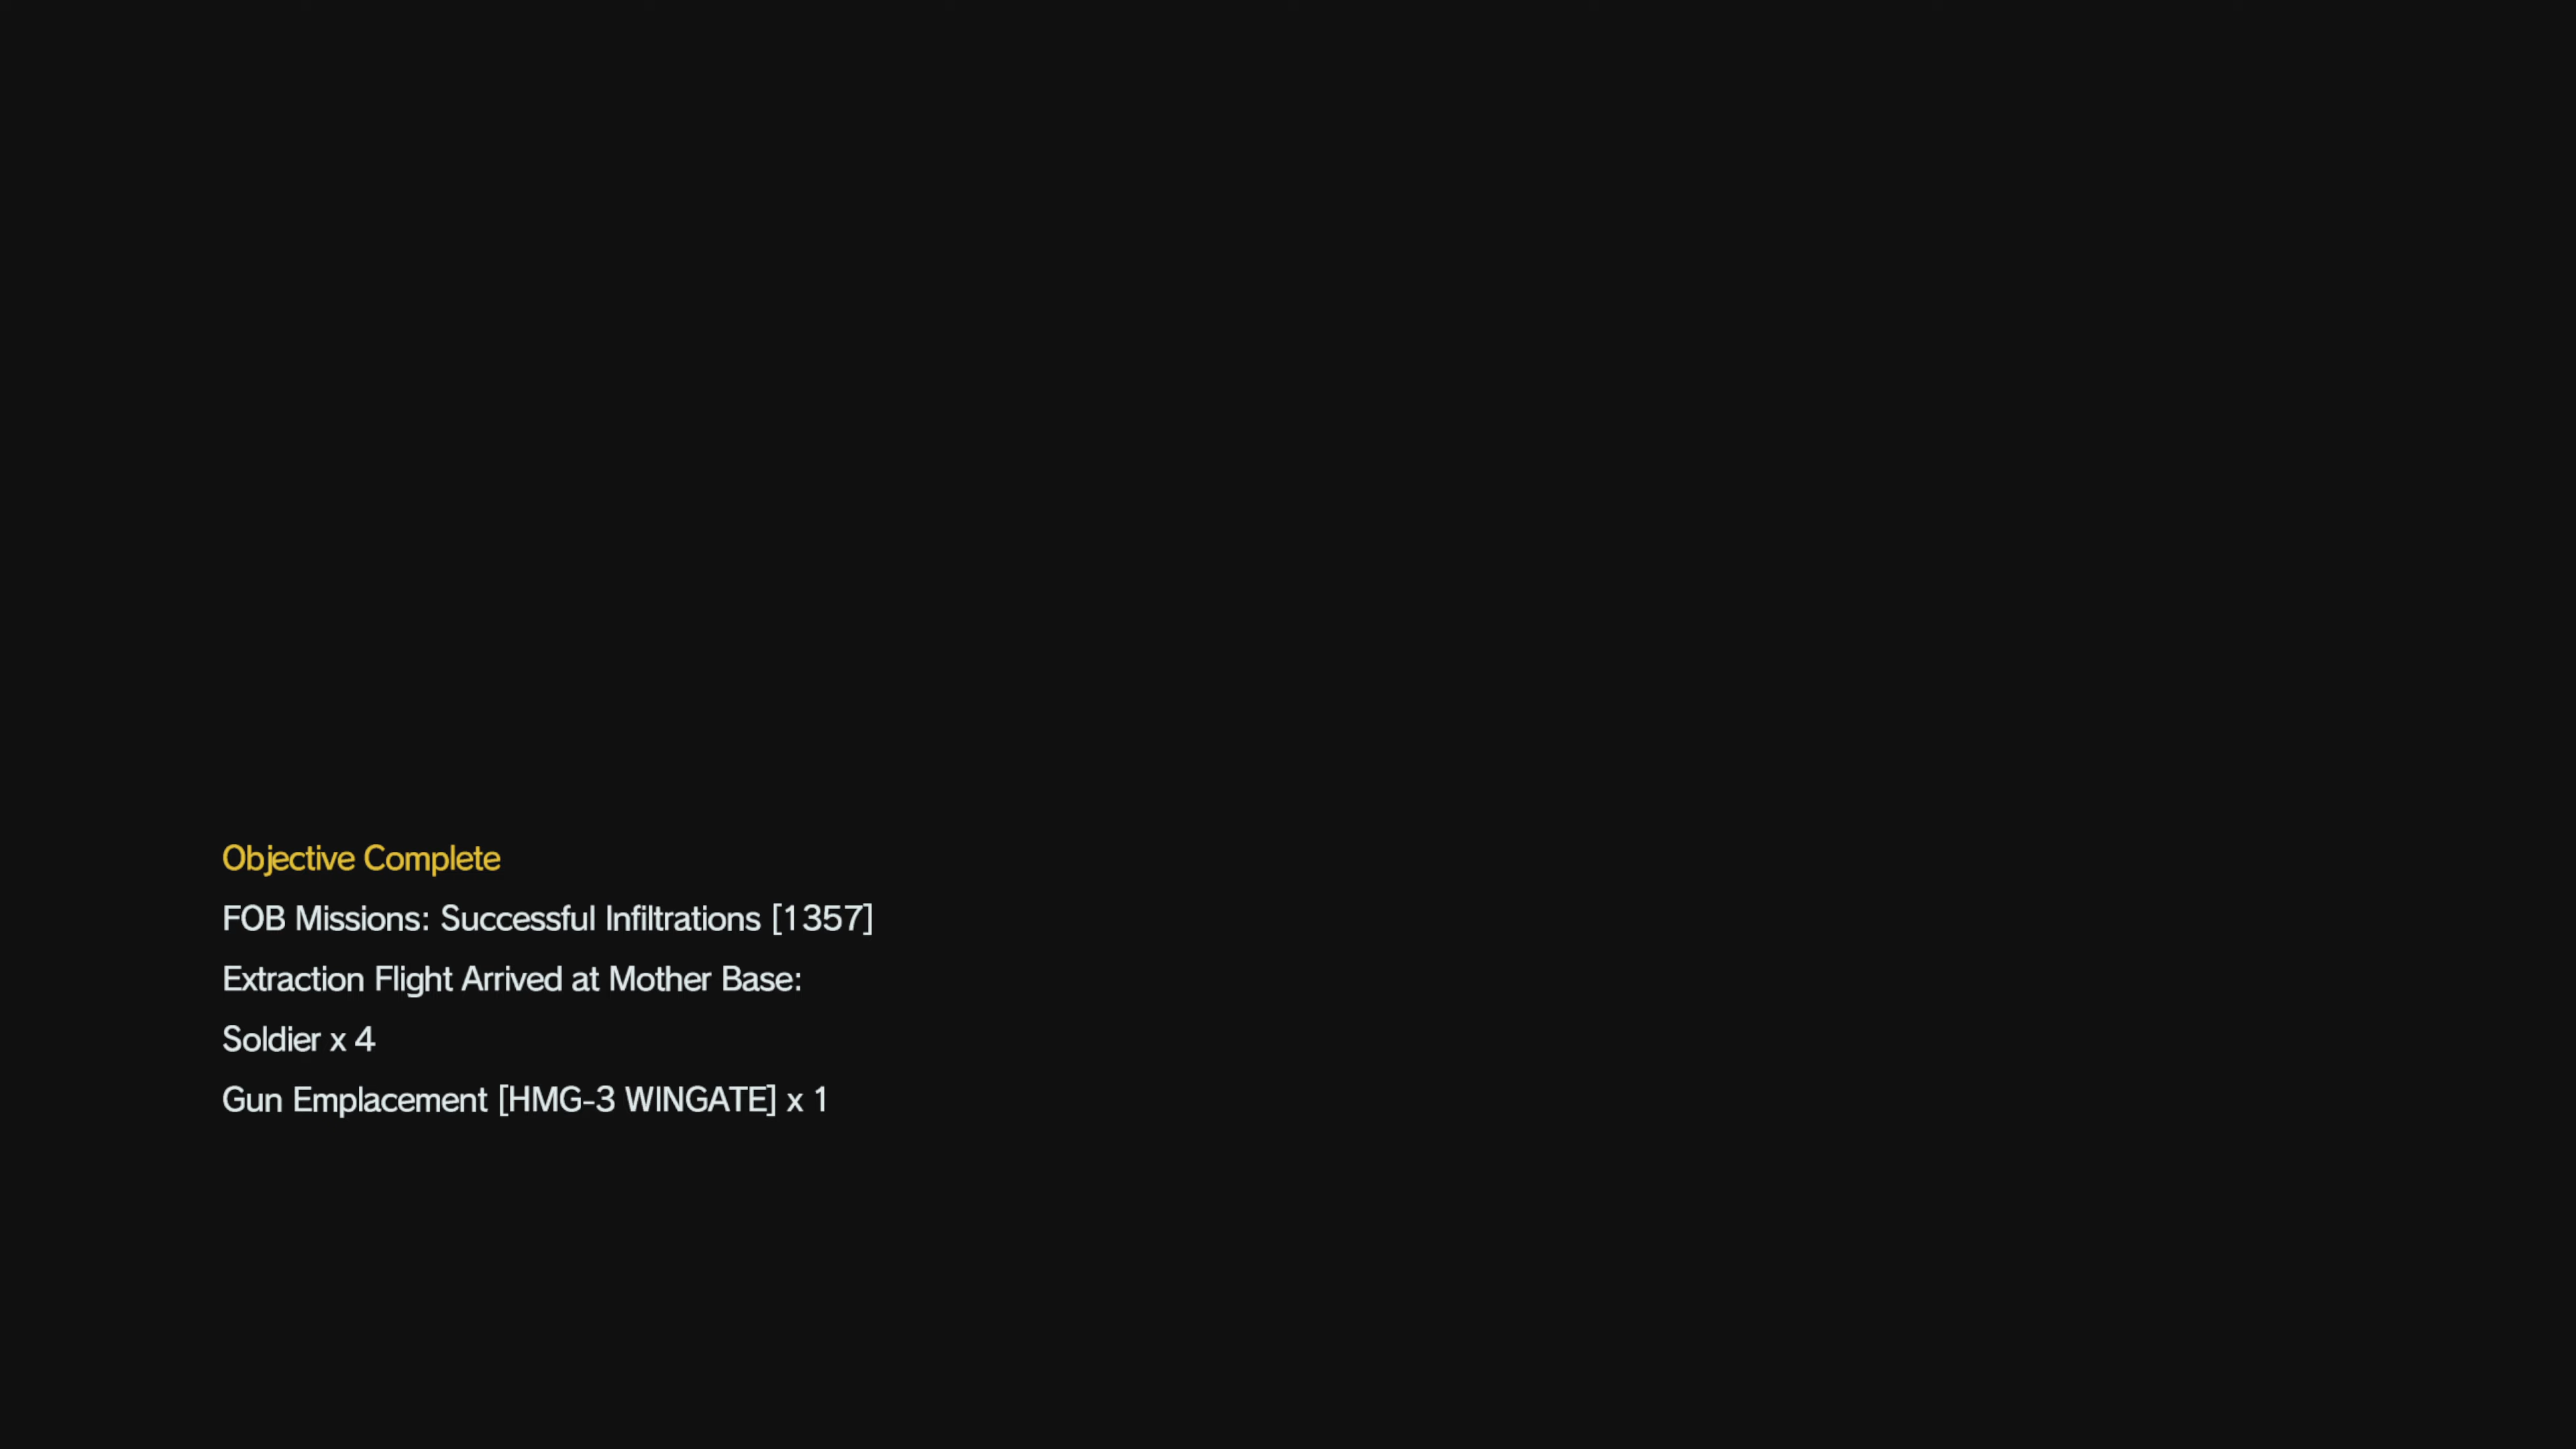 Objective Complete
FOB Missions: Successful Infiltrations [1357]
Extraction Flight Arrived at Mother Base:
Soldier x 4
Gun Emplacement [HMG-3 WINGATE] x 1